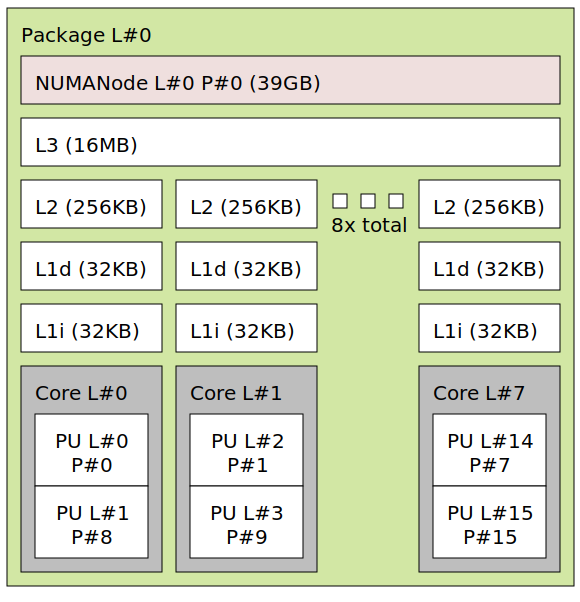 Package L#0
NUMANode L#0 P#0 (39GB)
L3 (16MB)
L2 (256KB)
L2 (256KB)
8x total
L2 (256KB)
L1d (32KB)
L1d (32KB)
L1d (32KB)
L1i (32KB)
L1i (32KB)
L1i (32KB)
Core L#0
PU L#0
P#0
PU L#1
P#8
Core L#1
PU L#2
P#1
PU L#3
P#9
Core L#7
PU L#14
P#7
PU L#15
P#15